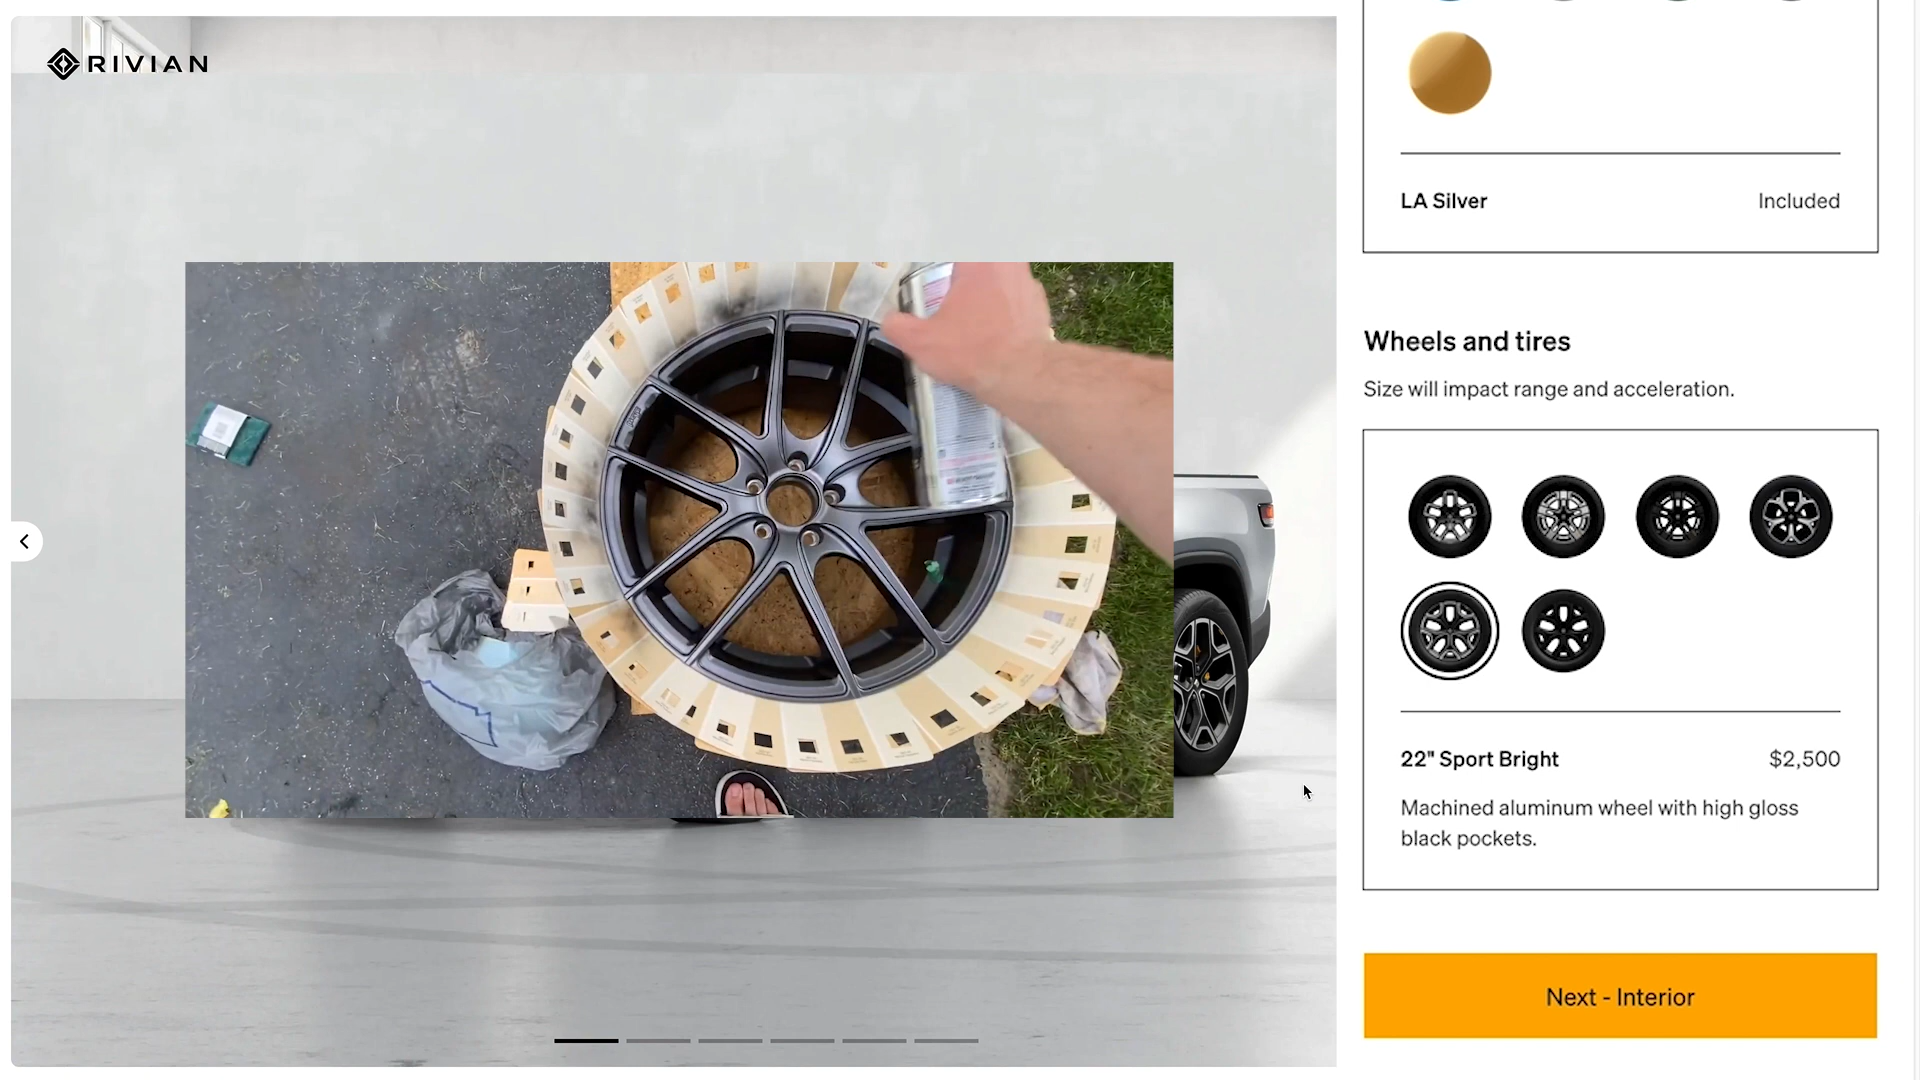 RIVIAN
LA Silver Included
Wheels and tires
Size will impact range and acceleration.
22" Sport Bright $2,500
Machined aluminum wheel with high gloss
black pockets.
Next - Interior